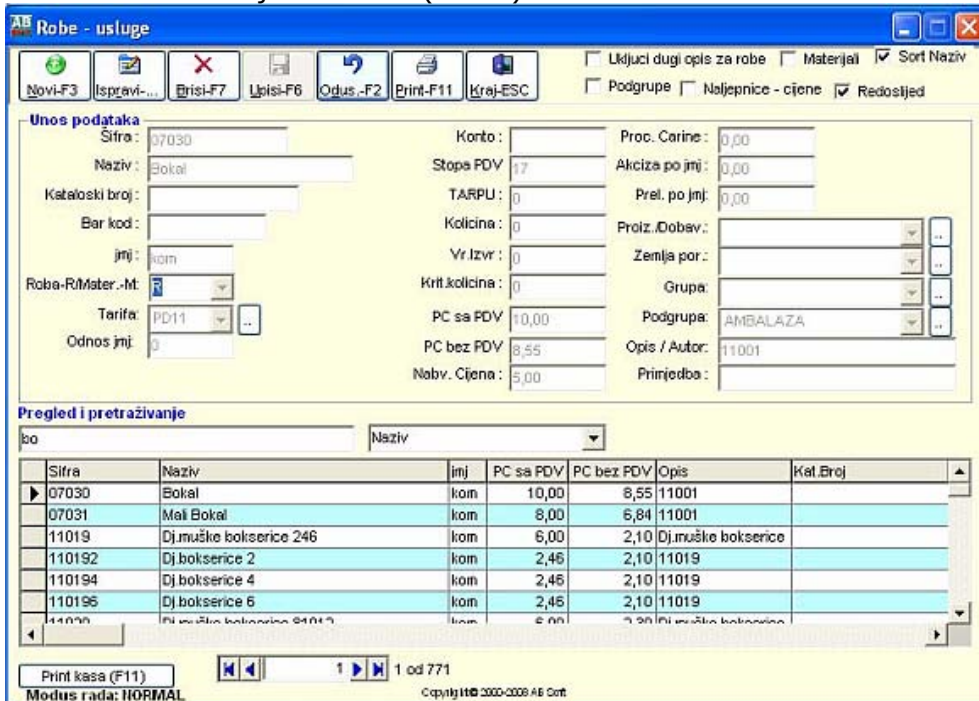 Robe - usluge
Novi-F3 Ispravi-... Brisi-F7 Upisi-F6 Odus.-F2 Print-F11 Kraj-ESC
Ukljuci dugi opis za robe Materijali Sort Naziv
Podgrupe Naljepnice - cijene Redoslijed
Unos podataka
Šifra: 07030 Konto: Proc. Carine: 0,00
Naziv: Bokal Stopa PDV 17 Akciza po jmj: 0,00
Kataloski broj: TARPU: 0 Prel. po jmj: 0,00
Bar kod: Kolicina: 0 Proiz./Dobav.: ..
jmj: kom Vr.Izvr: 0 Zemlja por.: ..
Roba-R/Mater.-M: R Krit.kolicina: 0 Grupa: ..
Tarifa: PD11 .. PC sa PDV 10,00 Podgrupa: AMBALAZA ..
Odnos jmj: 0 PC bez PDV 8,55 Opis / Autor: 11001
Nabv. Cijena: 5,00 Primjedba:
Pregled i pretraživanje
bo Naziv
Sifra Naziv jmj PC sa PDV PC bez PDV Opis Kat.Broj
07030 Bokal kom 10,00 8,55 11001
07031 Mali Bokal kom 8,00 6,84 11001
11019 Dj.muške bokserice 246 kom 6,00 2,10 Dj.muške bokserice
110192 Dj.bokserice 2 kom 2,46 2,10 11019
110194 Dj.bokserice 4 kom 2,46 2,10 11019
110196 Dj.bokserice 6 kom 2,46 2,10 11019
Print kasa (F11) 1 1 od 771
Modus rada: NORMAL Copyright© 2000-2008 AB Soft